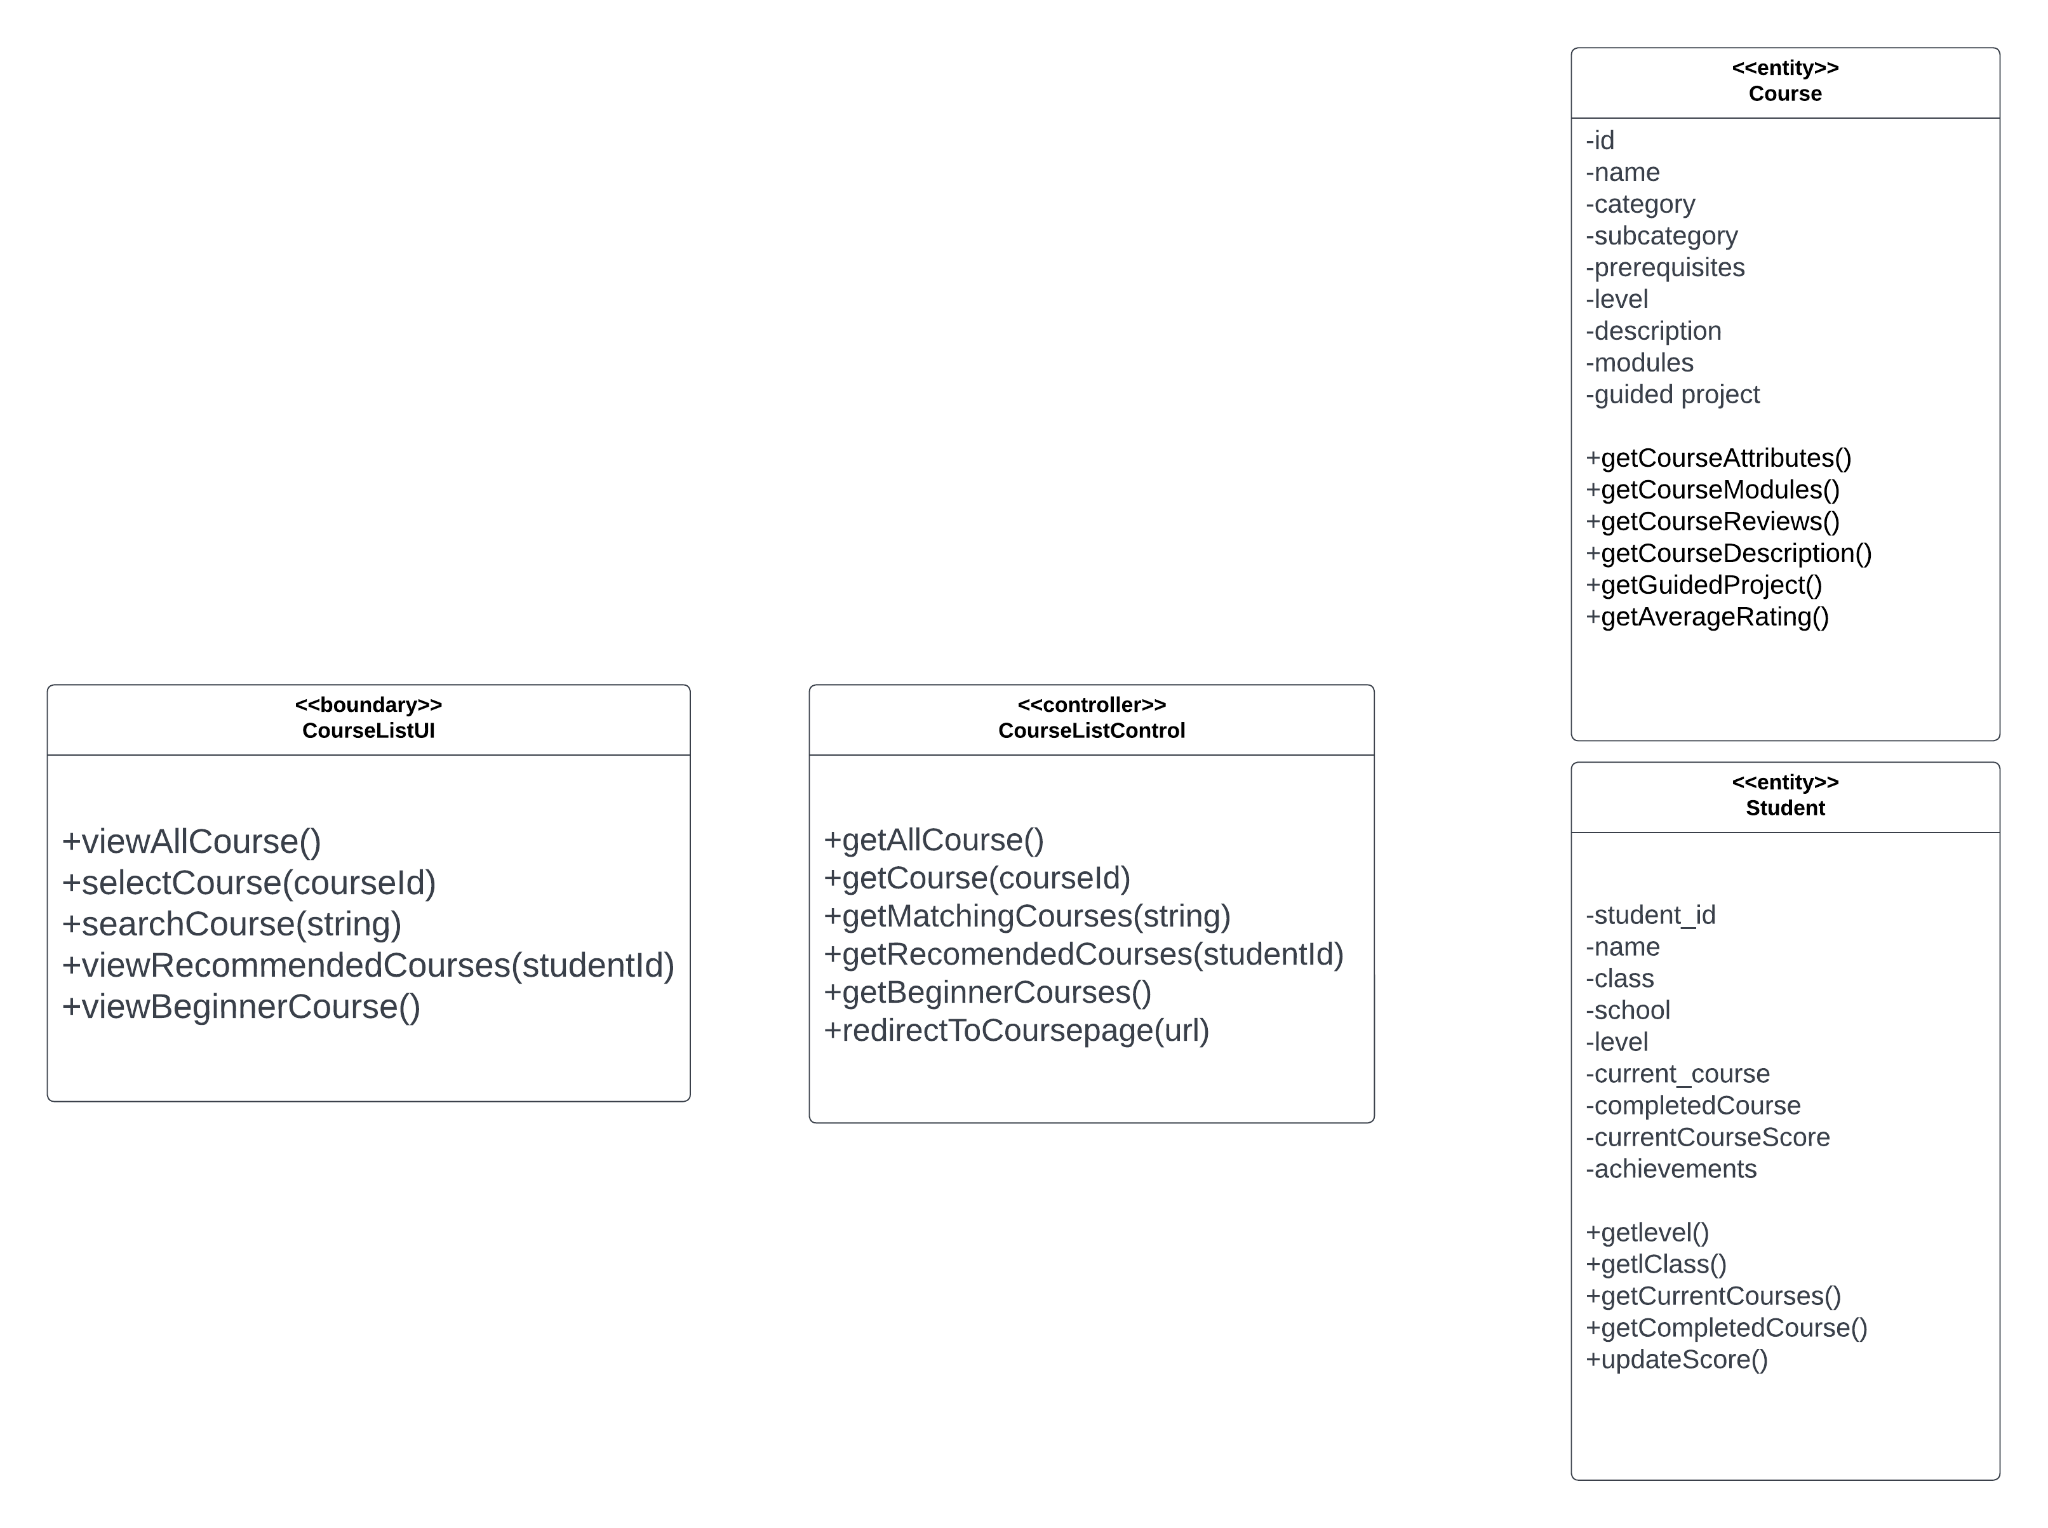 <<entity>>
Course
-id
-name
-category
-subcategory
-prerequisites
-level
-description
-modules
-guided project
+getCourseAttributes()
+getCourseModules()
+getCourseReviews()
+getCourseDescription()
+getGuidedProject()
+getAverageRating()
<<boundary>>
CourseListUI
+viewAllCourse()
+selectCourse(courseId)
+searchCourse(string)
+viewRecommendedCourses(studentId)
+viewBeginnerCourse()
<<controller>>
CourseListControl
+getAllCourse()
+getCourse(courseId)
+getMatchingCourses(string)
+getRecomendedCourses(studentId)
+getBeginnerCourses()
+redirectToCoursepage(url)
<<entity>>
Student
-student_id
-name
-class
-school
-level
-current_course
-completedCourse
-currentCourseScore
-achievements
+getlevel()
+getlClass()
+getCurrentCourses()
+getCompletedCourse()
+updateScore()